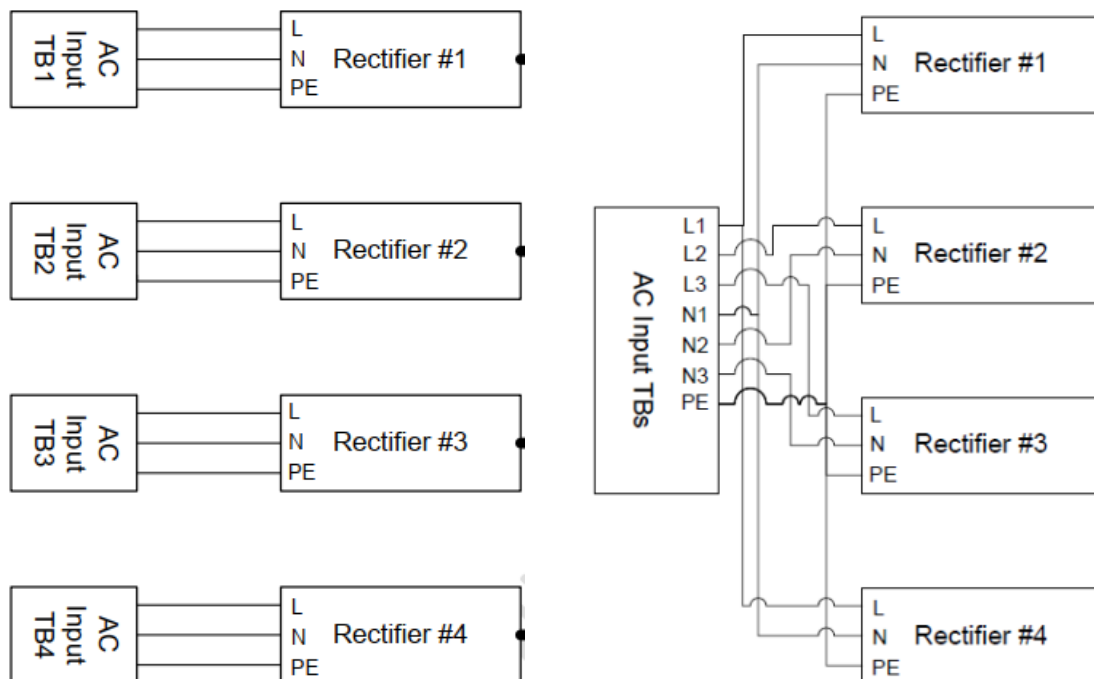 AC
Input
TB1
L
N
PE
Rectifier #1
AC
Input
TB2
L
N
PE
Rectifier #2
AC
Input
TB3
L
N
PE
Rectifier #3
AC
Input
TB4
L
N
PE
Rectifier #4
AC Input TBs
L1
L2
L3
N1
N2
N3
PE
L
N
PE
Rectifier #1
L
N
PE
Rectifier #2
L
N
PE
Rectifier #3
L
N
PE
Rectifier #4